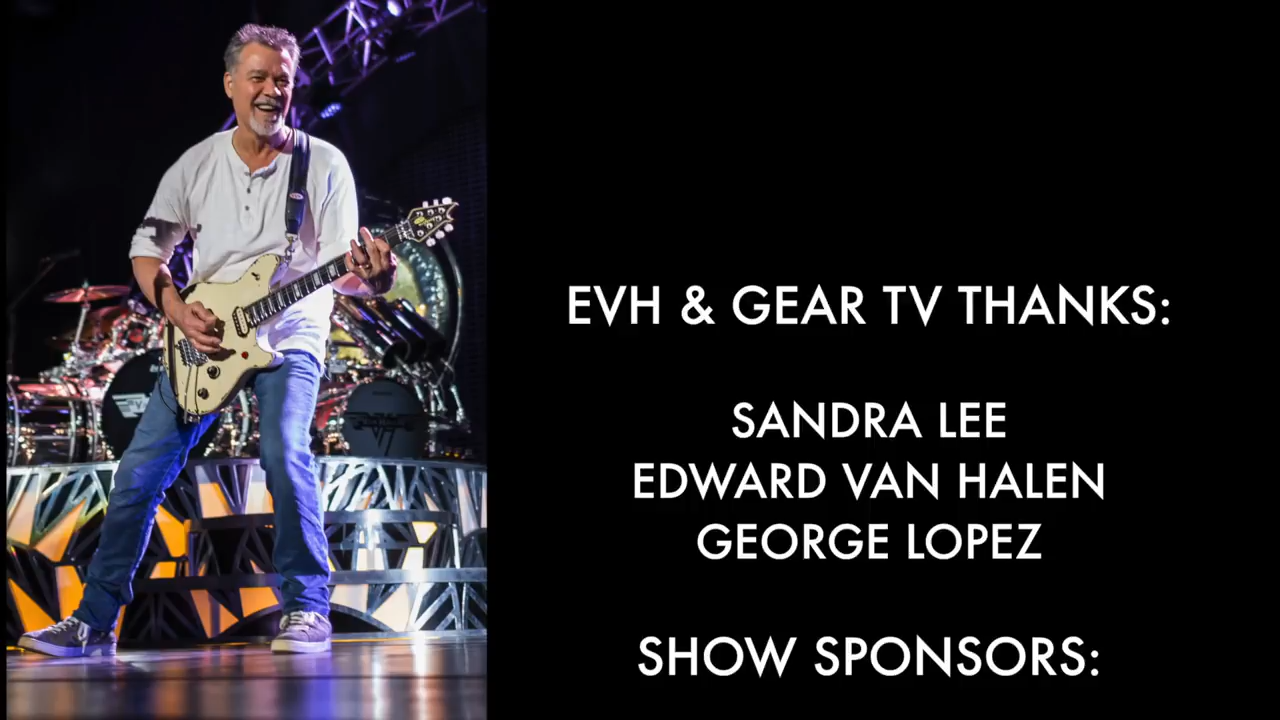 EVH & GEAR TV THANKS:
SANDRA LEE
EDWARD VAN HALEN
GEORGE LOPEZ
SHOW SPONSORS: